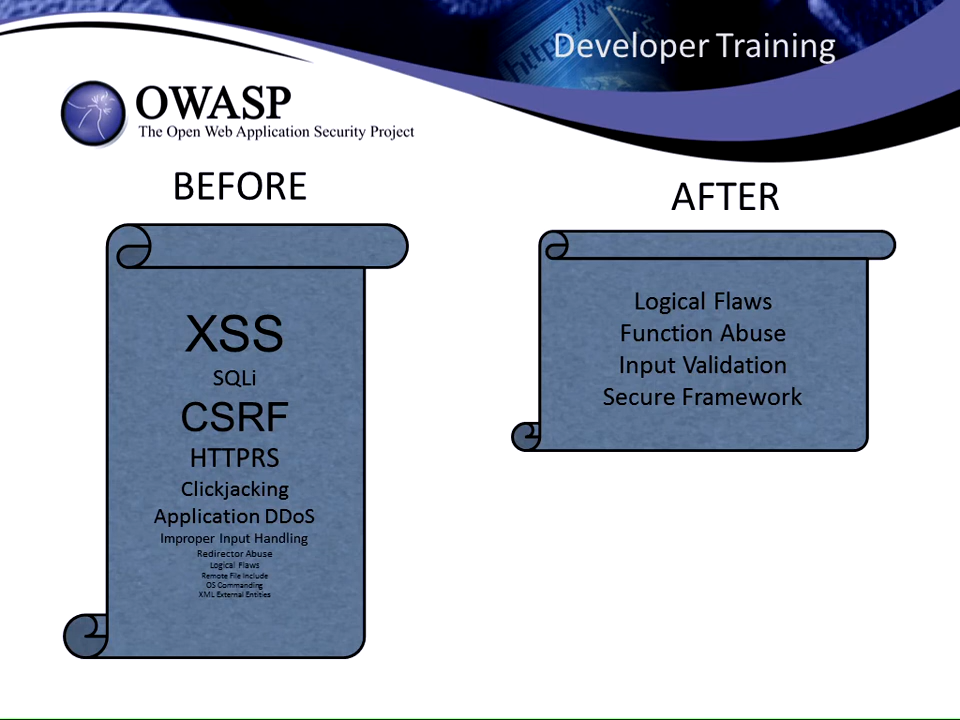 Developer Training
OWASP
The Open Web Application Security Project
BEFORE
XSS
SQLi
CSRF
HTTPRS
Clickjacking
Application DDoS
Improper Input Handling
Redirector Abuse
Logical Flaws
Remote File Include
OS Commanding
XML External Entities
AFTER
Logical Flaws
Function Abuse
Input Validation
Secure Framework